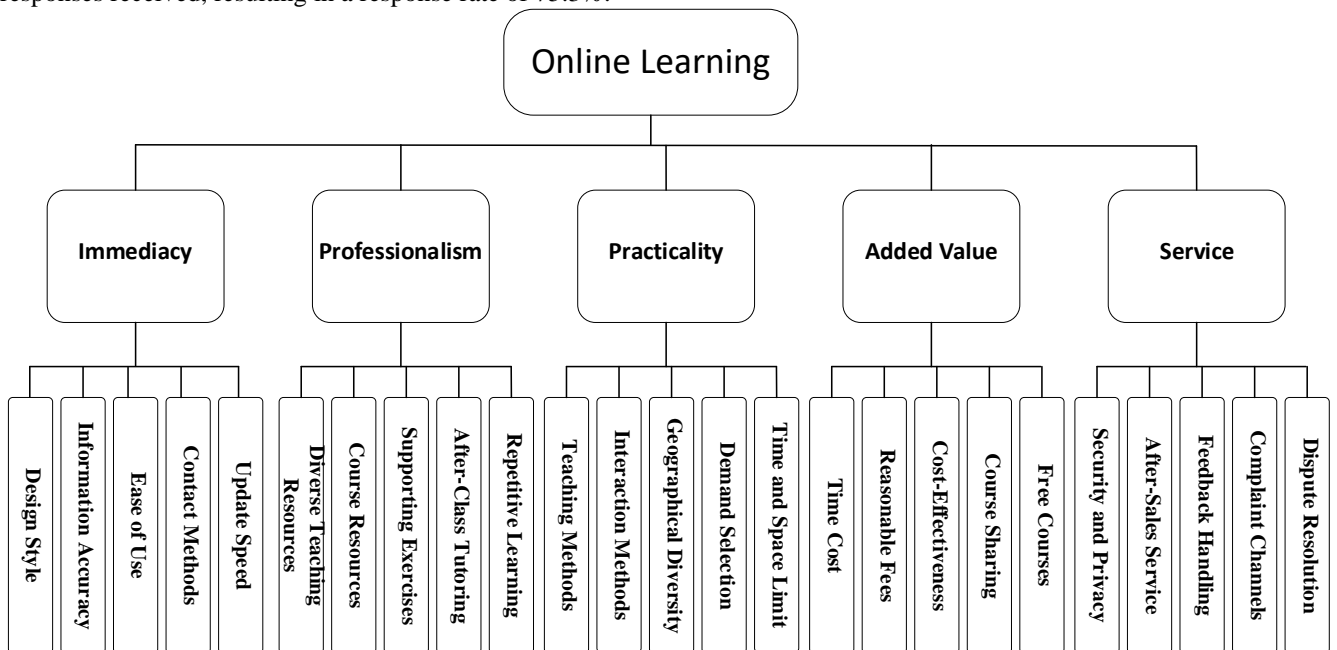 responses received, resulting in a response rate of 75.5%.
Online Learning
Immediacy
Professionalism
Practicality
Added Value
Service
Design Style
Information Accuracy
Ease of Use
Contact Methods
Update Speed
Diverse Teaching
Resources
Course Resources
Supporting Exercises
After-Class Tutoring
Repetitive Learning
Teaching Methods
Interaction Methods
Geographical Diversity
Demand Selection
Time and Space Limit
Time Cost
Reasonable Fees
Cost-Effectiveness
Course Sharing
Free Courses
Security and Privacy
After-Sales Service
Feedback Handling
Complaint Channels
Dispute Resolution